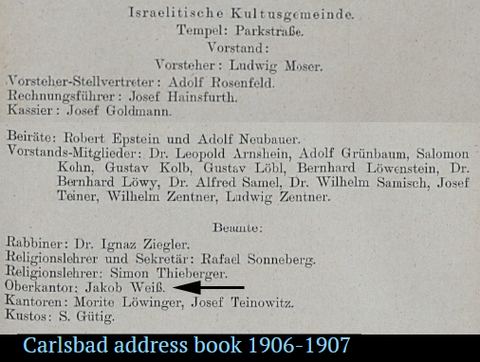 Israelitische Kultusgemeinde.
Tempel: Parkstraße.
Vorstand:
Vorsteher: Ludwig Moser.
Vorsteher-Stellvertreter: Adolf Rosenfeld.
Rechnungsführer: Josef Hainsfurth.
Kassier: Josef Goldmann.
Beiräte: Robert Epstein und Adolf Neubauer.
Vorstands-Mitglieder: Dr. Leopold Arnshein, Adolf Grünbaum, Salomon
Kohn, Gustav Kolb, Gustav Löbl, Bernhard Löwenstein, Dr.
Bernhard Löwy, Dr. Alfred Samel, Dr. Wilhelm Samisch, Josef
Teiner, Wilhelm Zentner, Ludwig Zentner.
Beamte:
Rabbiner: Dr. Ignaz Ziegler.
Religionslehrer und Sekretär: Rafael Sonneberg.
Religionslehrer: Simon Thieberger.
Oberkantor: Jakob Weiß.
Kantoren: Morite Löwinger, Josef Teinowitz.
Kustos: S. Gütig.
Carlsbad address book 1906-1907